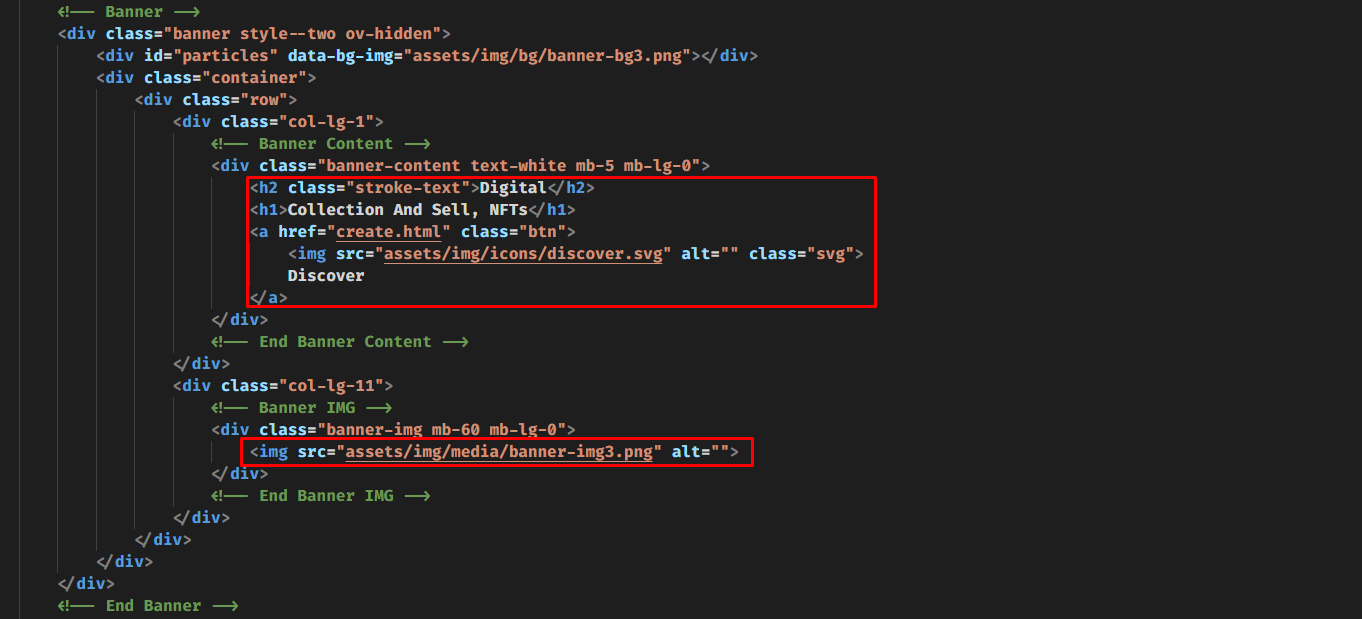 <!-- Banner -->
<div class="banner style--two ov-hidden">
<div id="particles" data-bg-img="assets/img/bg/banner-bg3.png"></div>
<div class="container">
<div class="row">
<div class="col-lg-1">
<!-- Banner Content -->
<div class="banner-content text-white mb-5 mb-lg-0">
<h2 class="stroke-text">Digital</h2>
<h1>Collection And Sell, NFTs</h1>
<a href="create.html" class="btn">
<img src="assets/img/icons/discover.svg" alt="" class="svg">
Discover
</a>
</div>
<!-- End Banner Content -->
</div>
<div class="col-lg-11">
<!-- Banner IMG -->
<div class="banner-img mb-60 mb-lg-0">
<img src="assets/img/media/banner-img3.png" alt="">
</div>
<!-- End Banner IMG -->
</div>
</div>
</div>
</div>
<!-- End Banner -->